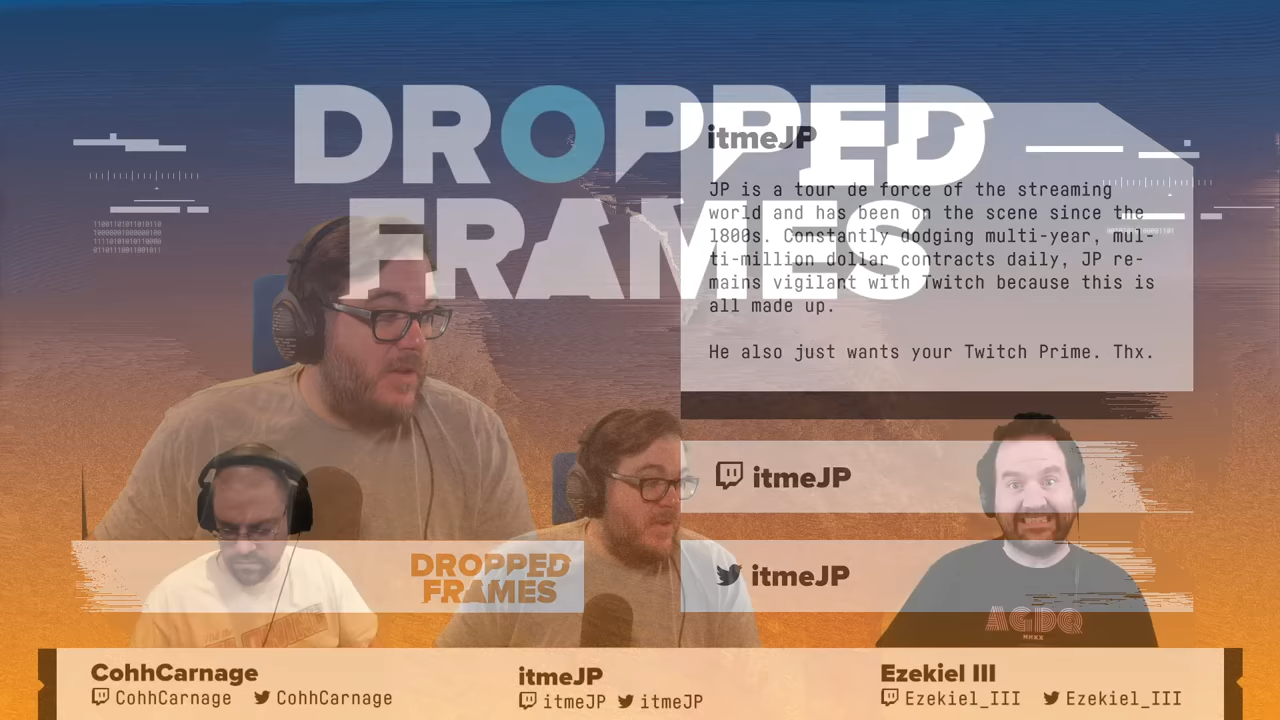 DROPPED
FRAMES
itmeJP
JP is a tour de force of the streaming
world and has been on the scene since the
1800s. Constantly dodging multi-year, mul-
ti-million dollar contracts daily, JP re-
mains vigilant with Twitch because this is
all made up.
He also just wants your Twitch Prime. Thx.
itmeJP
itmeJP
DROPPED
FRAMES
AGDQ
MMXX
CohhCarnage
CohhCarnage CohhCarnage
itmeJP
itmeJP itmeJP
Ezekiel III
Ezekiel_III Ezekiel_III